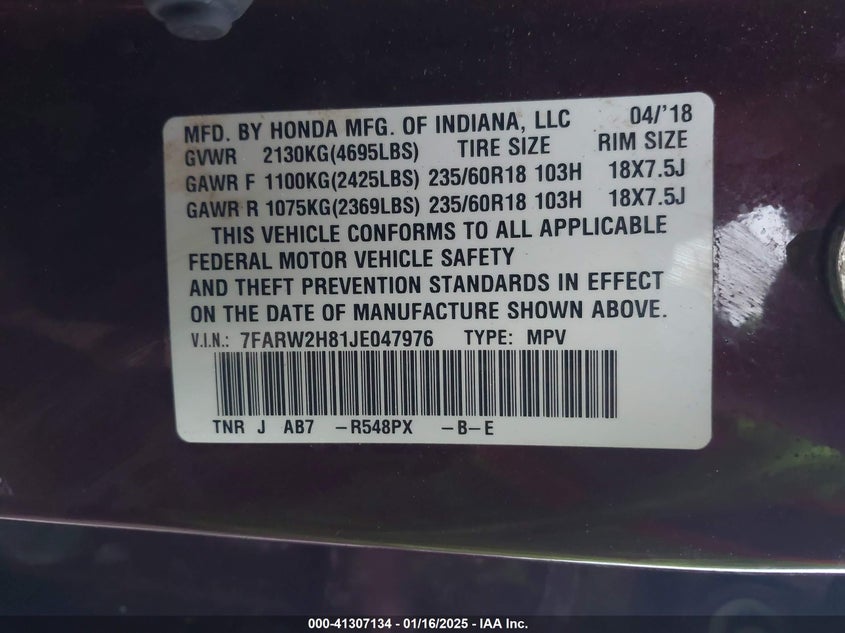 MFD. BY HONDA MFG. OF INDIANA, LLC 04/'18
GVWR 2130KG(4695LBS) TIRE SIZE RIM SIZE
GAWR F 1100KG(2425LBS) 235/60R18 103H 18X7.5J
GAWR R 1075KG(2369LBS) 235/60R18 103H 18X7.5J
THIS VEHICLE CONFORMS TO ALL APPLICABLE
FEDERAL MOTOR VEHICLE SAFETY
AND THEFT PREVENTION STANDARDS IN EFFECT
ON THE DATE OF MANUFACTURE SHOWN ABOVE.
V.I.N.: 7FARW2H81JE047976 TYPE: MPV
TNR J AB7 -R548PX -B-E
000-41307134 - 01/16/2025 - IAA Inc.